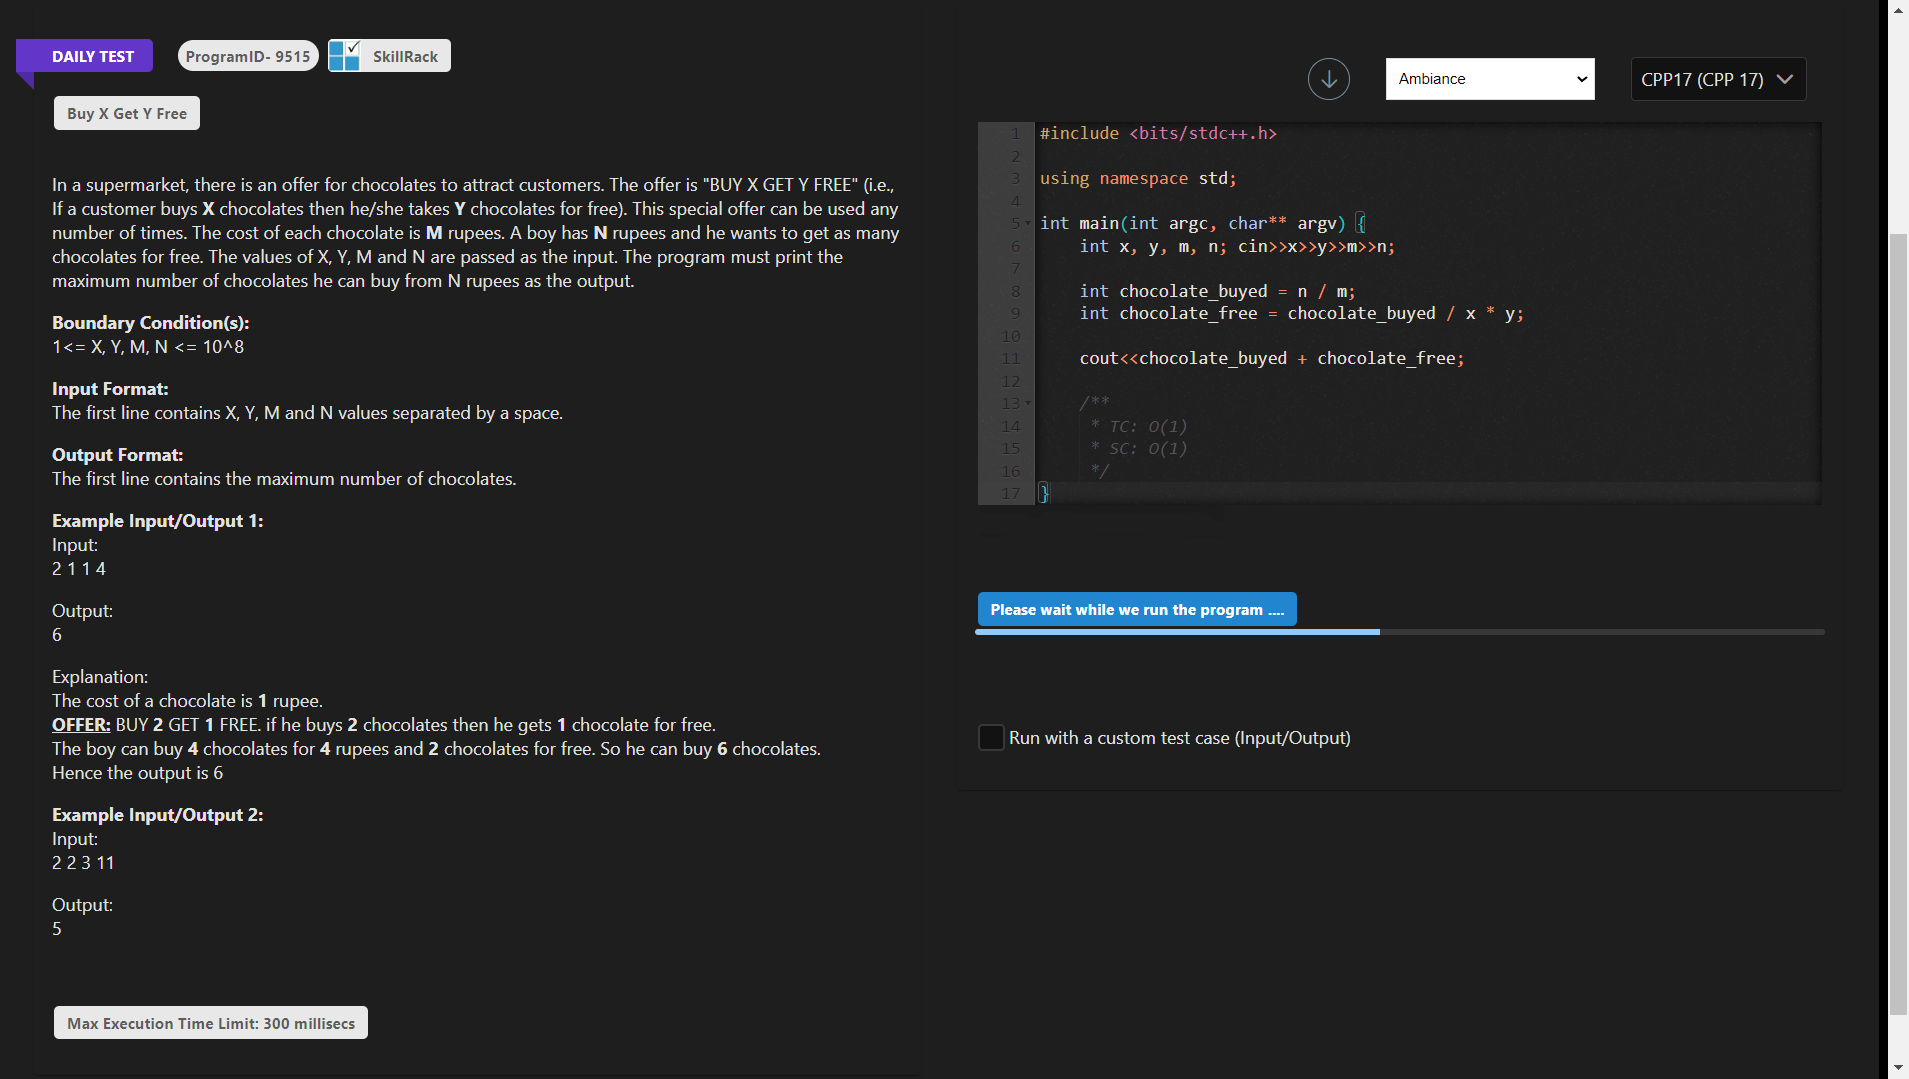 DAILY TEST
ProgramID- 9515
SkillRack
Buy X Get Y Free
In a supermarket, there is an offer for chocolates to attract customers. The offer is "BUY X GET Y FREE" (i.e.,
If a customer buys X chocolates then he/she takes Y chocolates for free). This special offer can be used any
number of times. The cost of each chocolate is M rupees. A boy has N rupees and he wants to get as many
chocolates for free. The values of X, Y, M and N are passed as the input. The program must print the
maximum number of chocolates he can buy from N rupees as the output.
Boundary Condition(s):
1<= X, Y, M, N <= 10^8
Input Format:
The first line contains X, Y, M and N values separated by a space.
Output Format:
The first line contains the maximum number of chocolates.
Example Input/Output 1:
Input:
2 1 1 4
Output:
6
Explanation:
The cost of a chocolate is 1 rupee.
OFFER: BUY 2 GET 1 FREE. if he buys 2 chocolates then he gets 1 chocolate for free.
The boy can buy 4 chocolates for 4 rupees and 2 chocolates for free. So he can buy 6 chocolates.
Hence the output is 6
Example Input/Output 2:
Input:
2 2 3 11
Output:
5
Max Execution Time Limit: 300 millisecs
Ambiance
CPP17 (CPP 17)
1 #include <bits/stdc++.h>
2
3 using namespace std;
4
5 int main(int argc, char** argv) {
6 int x, y, m, n; cin>>x>>y>>m>>n;
7
8 int chocolate_buyed = n / m;
9 int chocolate_free = chocolate_buyed / x * y;
10
11 cout<<chocolate_buyed + chocolate_free;
12
13 /**
14 * TC: O(1)
15 * SC: O(1)
16 */
17 }
Please wait while we run the program ....
Run with a custom test case (Input/Output)